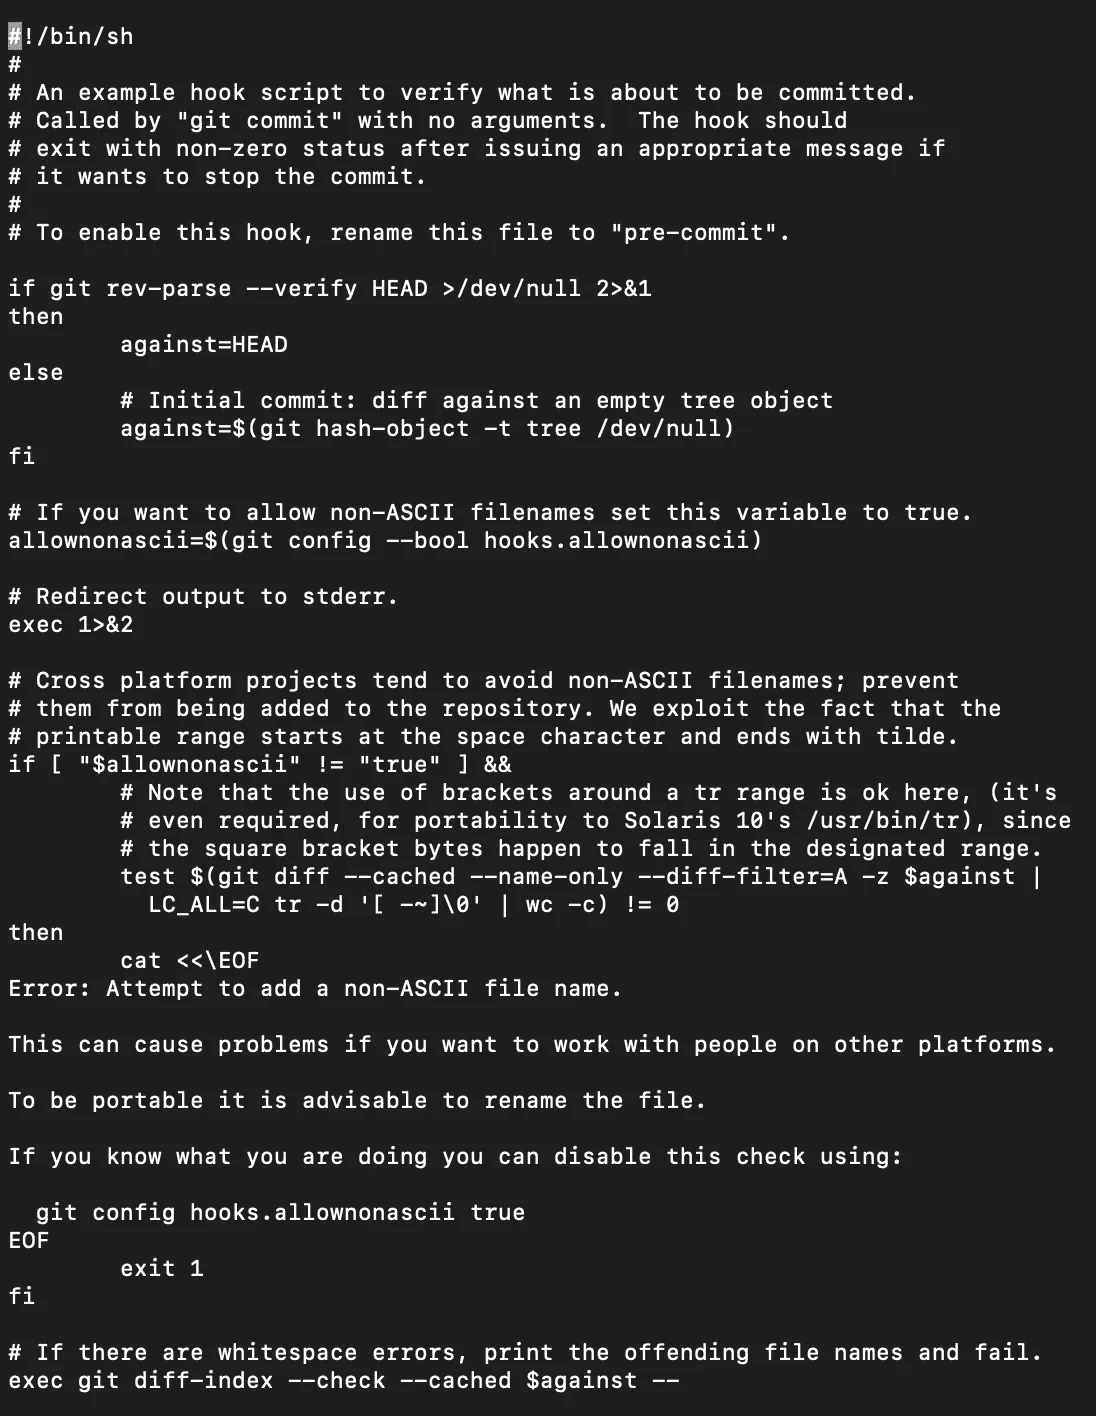 #!/bin/sh
#
# An example hook script to verify what is about to be committed.
# Called by "git commit" with no arguments.  The hook should
# exit with non-zero status after issuing an appropriate message if
# it wants to stop the commit.
#
# To enable this hook, rename this file to "pre-commit".

if git rev-parse --verify HEAD >/dev/null 2>&1
then
        against=HEAD
else
        # Initial commit: diff against an empty tree object
        against=$(git hash-object -t tree /dev/null)
fi

# If you want to allow non-ASCII filenames set this variable to true.
allownonascii=$(git config --bool hooks.allownonascii)

# Redirect output to stderr.
exec 1>&2

# Cross platform projects tend to avoid non-ASCII filenames; prevent
# them from being added to the repository. We exploit the fact that the
# printable range starts at the space character and ends with tilde.
if [ "$allownonascii" != "true" ] &&
        # Note that the use of brackets around a tr range is ok here, (it's
        # even required, for portability to Solaris 10's /usr/bin/tr), since
        # the square bracket bytes happen to fall in the designated range.
        test $(git diff --cached --name-only --diff-filter=A -z $against |
          LC_ALL=C tr -d '[ -~]\0' | wc -c) != 0
then
        cat <<\EOF
Error: Attempt to add a non-ASCII file name.

This can cause problems if you want to work with people on other platforms.

To be portable it is advisable to rename the file.

If you know what you are doing you can disable this check using:

  git config hooks.allownonascii true
EOF
        exit 1
fi

# If there are whitespace errors, print the offending file names and fail.
exec git diff-index --check --cached $against --